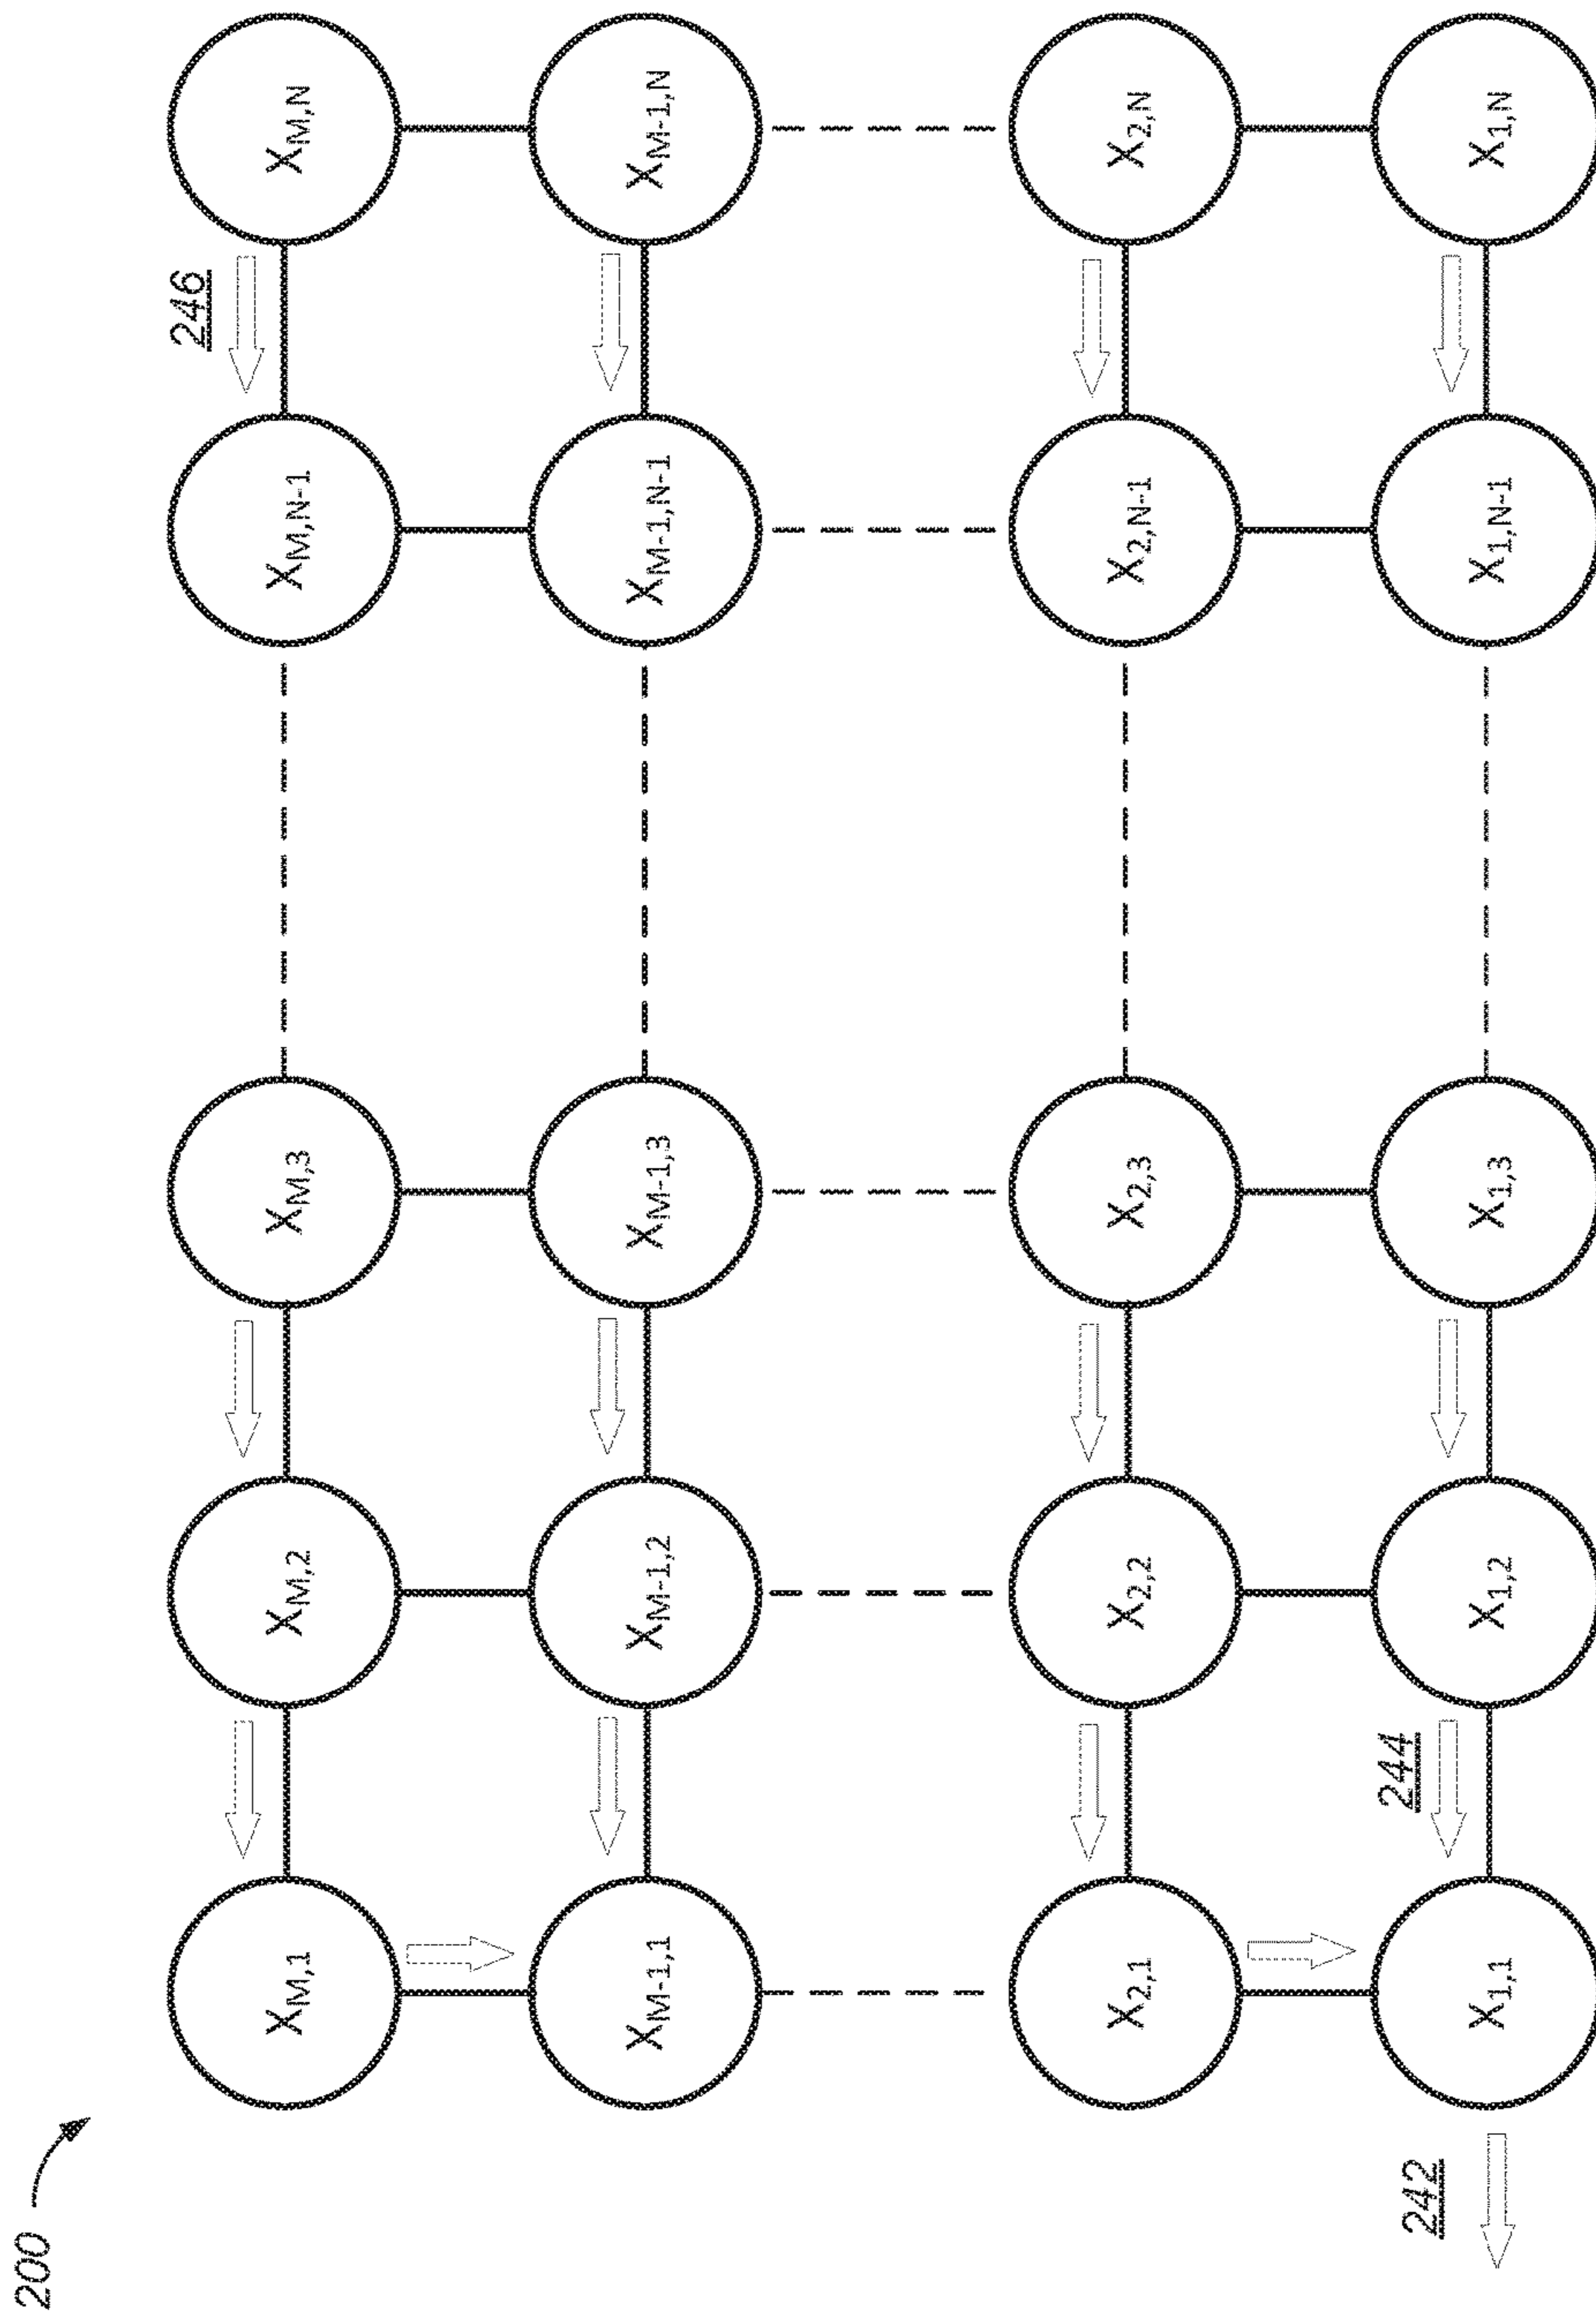 200
246
X_{M,1} X_{M,2} X_{M,3} X_{M,N-1} X_{M,N}
X_{M-1,1} X_{M-1,2} X_{M-1,3} X_{M-1,N-1} X_{M-1,N}
X_{2,1} X_{2,2} X_{2,3} X_{2,N-1} X_{2,N}
242 244
X_{1,1} X_{1,2} X_{1,3} X_{1,N-1} X_{1,N}